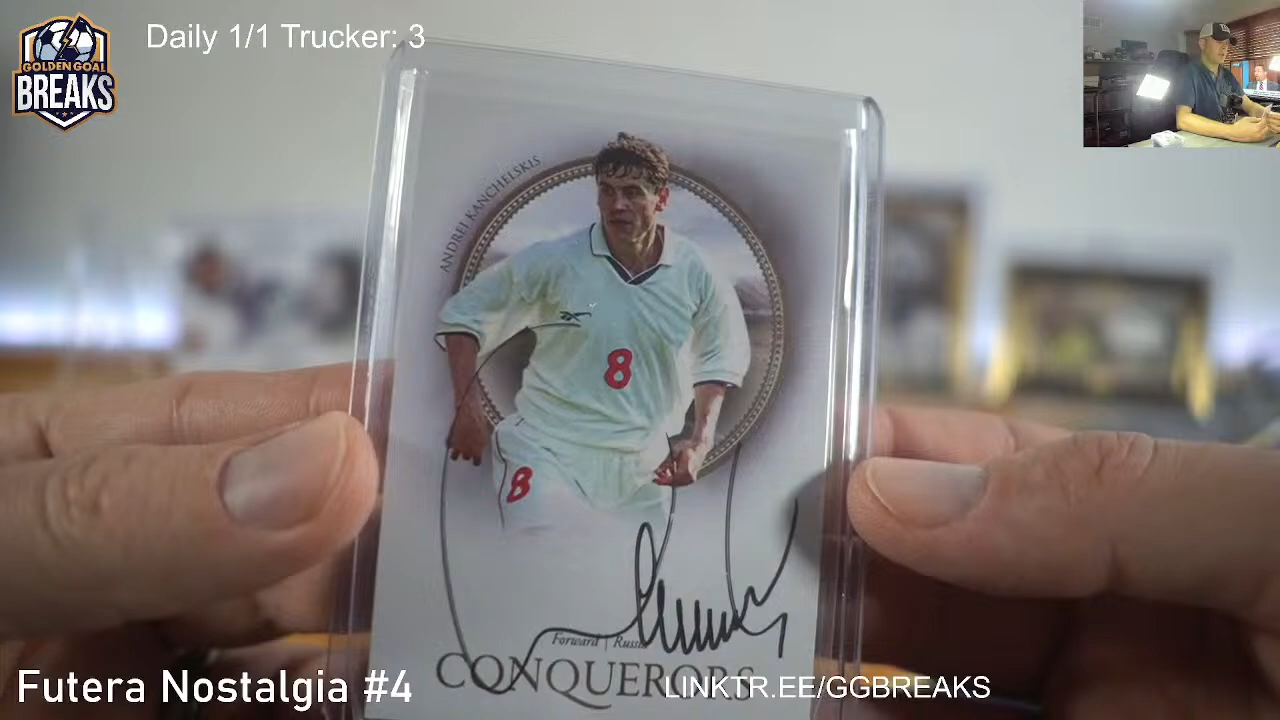 GOLDEN GOAL
BREAKS
Daily 1/1 Trucker: 3
ANDREI KANCHELSKIS
8
8
Forward | Russia
CONQUERORS
Futera Nostalgia #4
LINKTR.EE/GGBREAKS